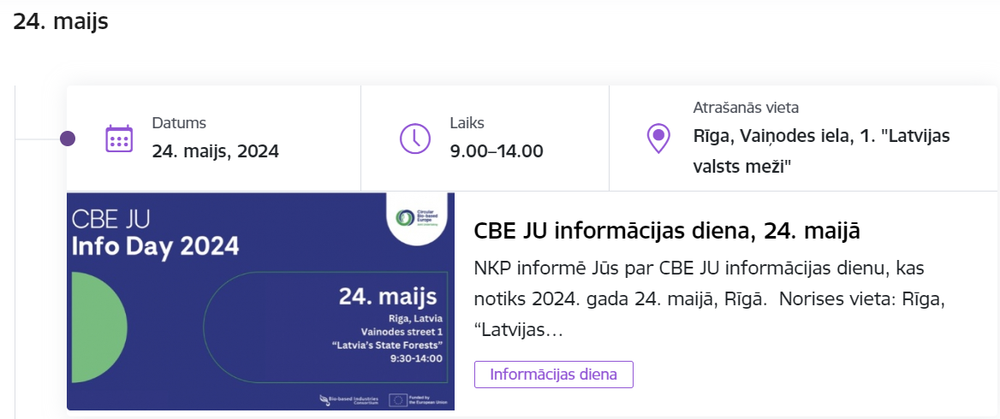 24. maijs
Datums
24. maijs, 2024
Laiks
9.00–14.00
Atrašanās vieta
Rīga, Vaiņodes iela, 1. "Latvijas
valsts meži"
CBE JU
Info Day 2024
Circular
Bio-based
Europe
24. maijs
Riga, Latvia
Vainodes street 1
“Latvia's State Forests”
9:30-14:00
Bio-based Industries
Consortium
Funded by
the European Union
CBE JU informācijas diena, 24. maijā
NKP informē Jūs par CBE JU informācijas dienu, kas
notiks 2024. gada 24. maijā, Rīgā. Norises vieta: Rīga,
“Latvijas…
Informācijas diena